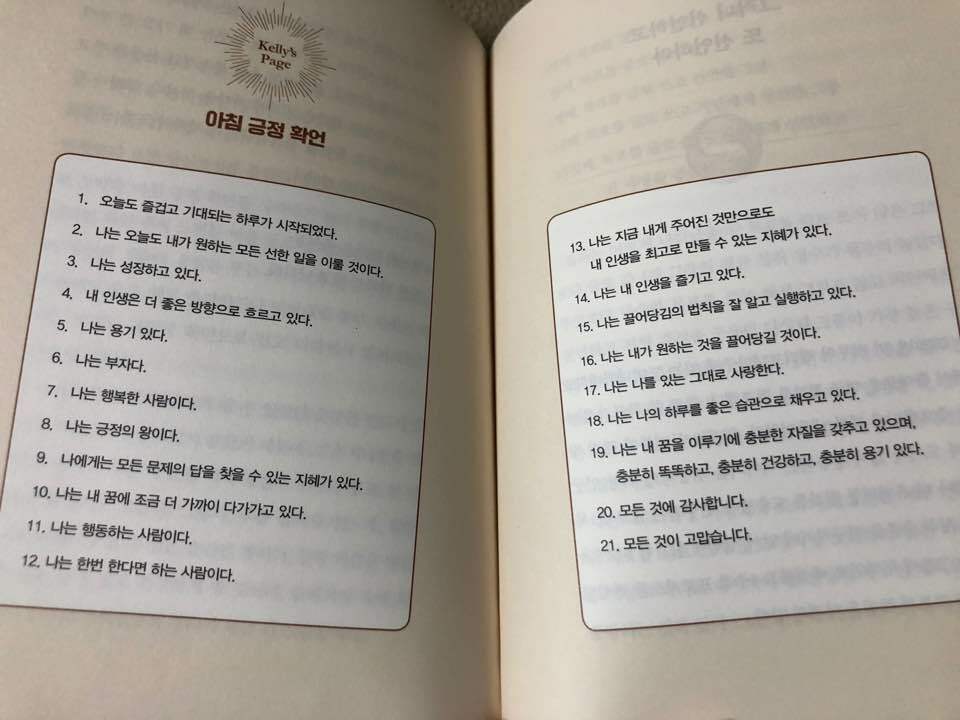 Kelly's
Page
아침 긍정 확언
1. 오늘도 즐겁고 기대되는 하루가 시작되었다.
2. 나는 오늘도 내가 원하는 모든 선한 일을 이룰 것이다.
3. 나는 성장하고 있다.
4. 내 인생은 더 좋은 방향으로 흐르고 있다.
5. 나는 용기 있다.
6. 나는 부자다.
7. 나는 행복한 사람이다.
8. 나는 긍정의 왕이다.
9. 나에게는 모든 문제의 답을 찾을 수 있는 지혜가 있다.
10. 나는 내 꿈에 조금 더 가까이 다가가고 있다.
11. 나는 행동하는 사람이다.
12. 나는 한번 한다면 하는 사람이다.
13. 나는 지금 내게 주어진 것만으로도
내 인생을 최고로 만들 수 있는 지혜가 있다.
14. 나는 내 인생을 즐기고 있다.
15. 나는 끌어당김의 법칙을 잘 알고 실행하고 있다.
16. 나는 내가 원하는 것을 끌어당길 것이다.
17. 나는 나를 있는 그대로 사랑한다.
18. 나는 나의 하루를 좋은 습관으로 채우고 있다.
19. 나는 내 꿈을 이루기에 충분한 자질을 갖추고 있으며,
충분히 똑똑하고, 충분히 건강하고, 충분히 용기 있다.
20. 모든 것에 감사합니다.
21. 모든 것이 고맙습니다.